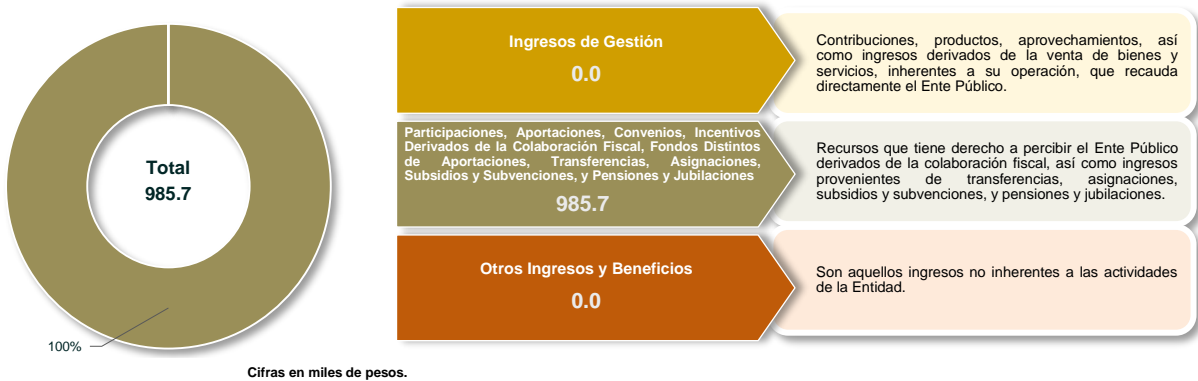 Total
985.7
100%
Ingresos de Gestión
0.0
Contribuciones, productos, aprovechamientos, así
como ingresos derivados de la venta de bienes y
servicios, inherentes a su operación, que recauda
directamente el Ente Público.
Participaciones, Aportaciones, Convenios, Incentivos
Derivados de la Colaboración Fiscal, Fondos Distintos
de Aportaciones, Transferencias, Asignaciones,
Subsidios y Subvenciones, y Pensiones y Jubilaciones
985.7
Recursos que tiene derecho a percibir el Ente Público
derivados de la colaboración fiscal, así como ingresos
provenientes de transferencias, asignaciones,
subsidios y subvenciones, y pensiones y jubilaciones.
Otros Ingresos y Beneficios
0.0
Son aquellos ingresos no inherentes a las actividades
de la Entidad.
Cifras en miles de pesos.